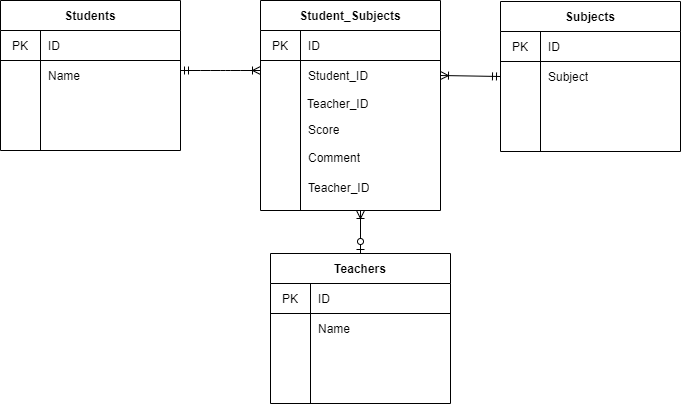 Students
PK ID
Name
Student_Subjects
PK ID
Student_ID
Teacher_ID
Score
Comment
Teacher_ID
Subjects
PK ID
Subject
Teachers
PK ID
Name